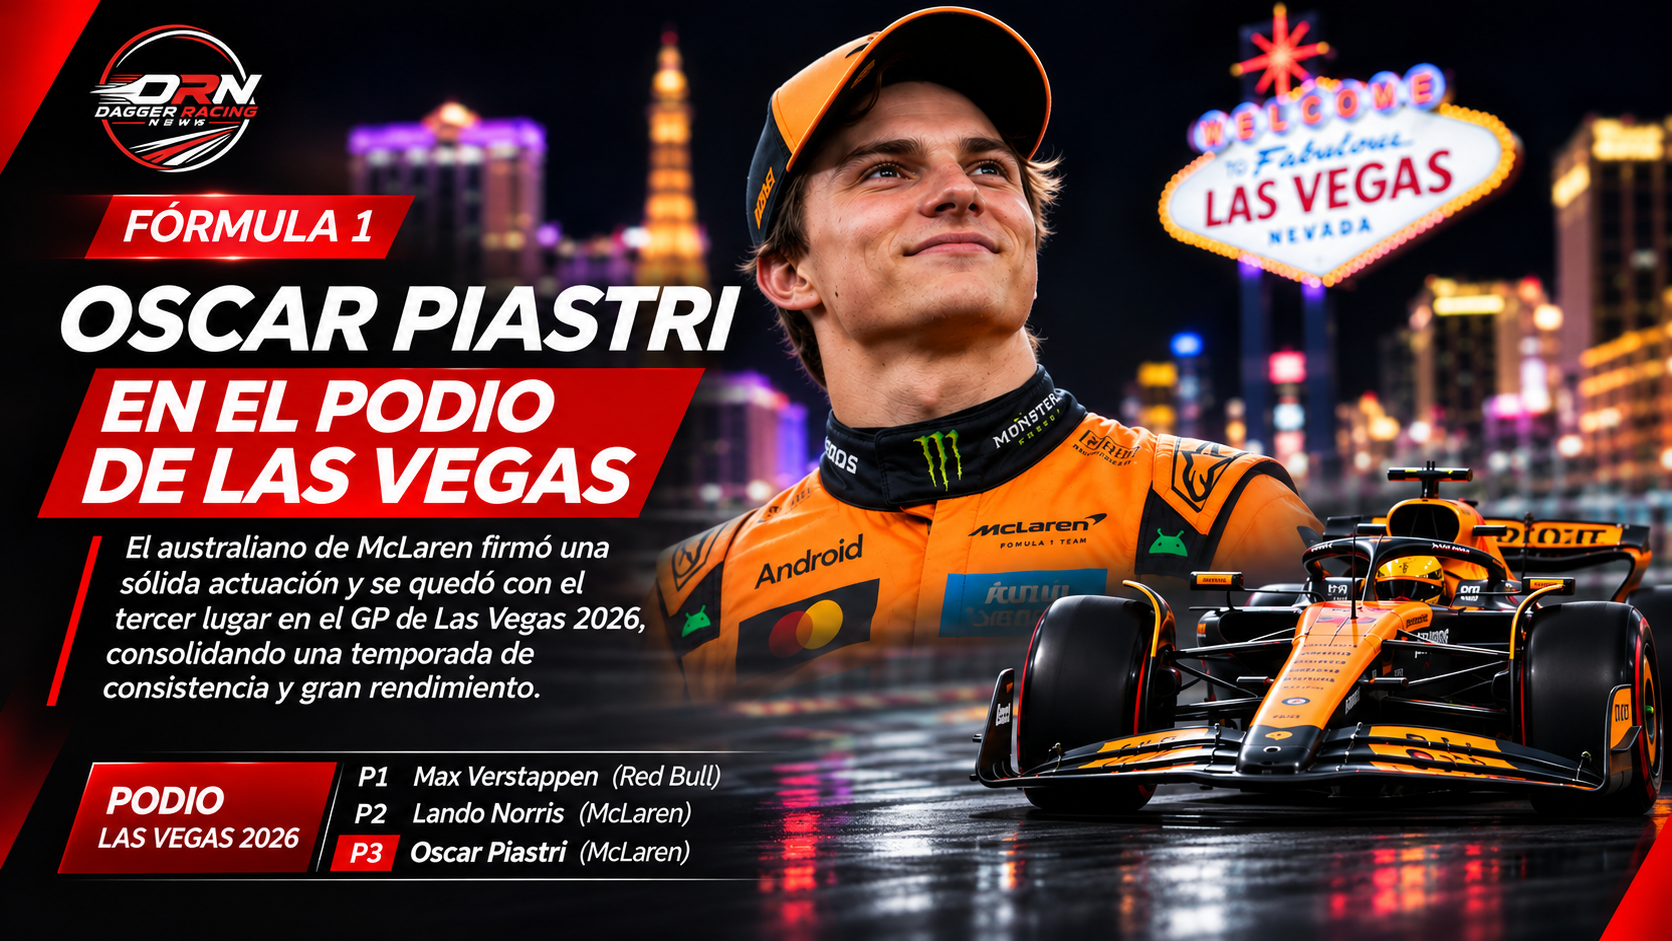 DRN
DAGGER RACING
NEWS
FÓRMULA 1
OSCAR PIASTRI
EN EL PODIO
DE LAS VEGAS
El australiano de McLaren firmó una
sólida actuación y se quedó con el
tercer lugar en el GP de Las Vegas 2026,
consolidando una temporada de
consistencia y gran rendimiento.
PODIO
LAS VEGAS 2026
P1 Max Verstappen (Red Bull)
P2 Lando Norris (McLaren)
P3 Oscar Piastri (McLaren)
WELCOME
TO Fabulous
LAS VEGAS
NEVADA
MONSTER
McLaren
FOMULA 1 TEAM
Android